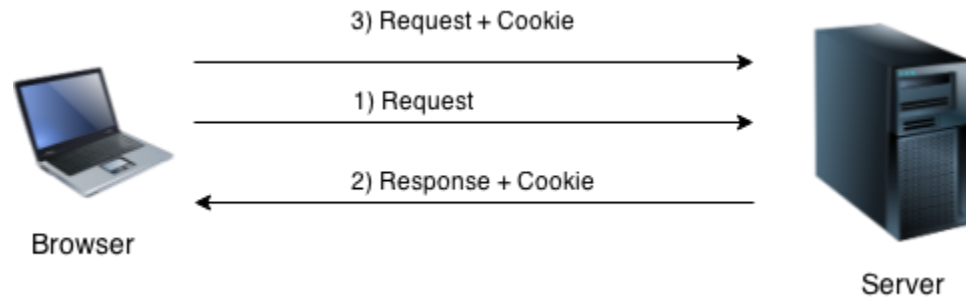 3) Request + Cookie
1) Request
2) Response + Cookie
Browser
Server